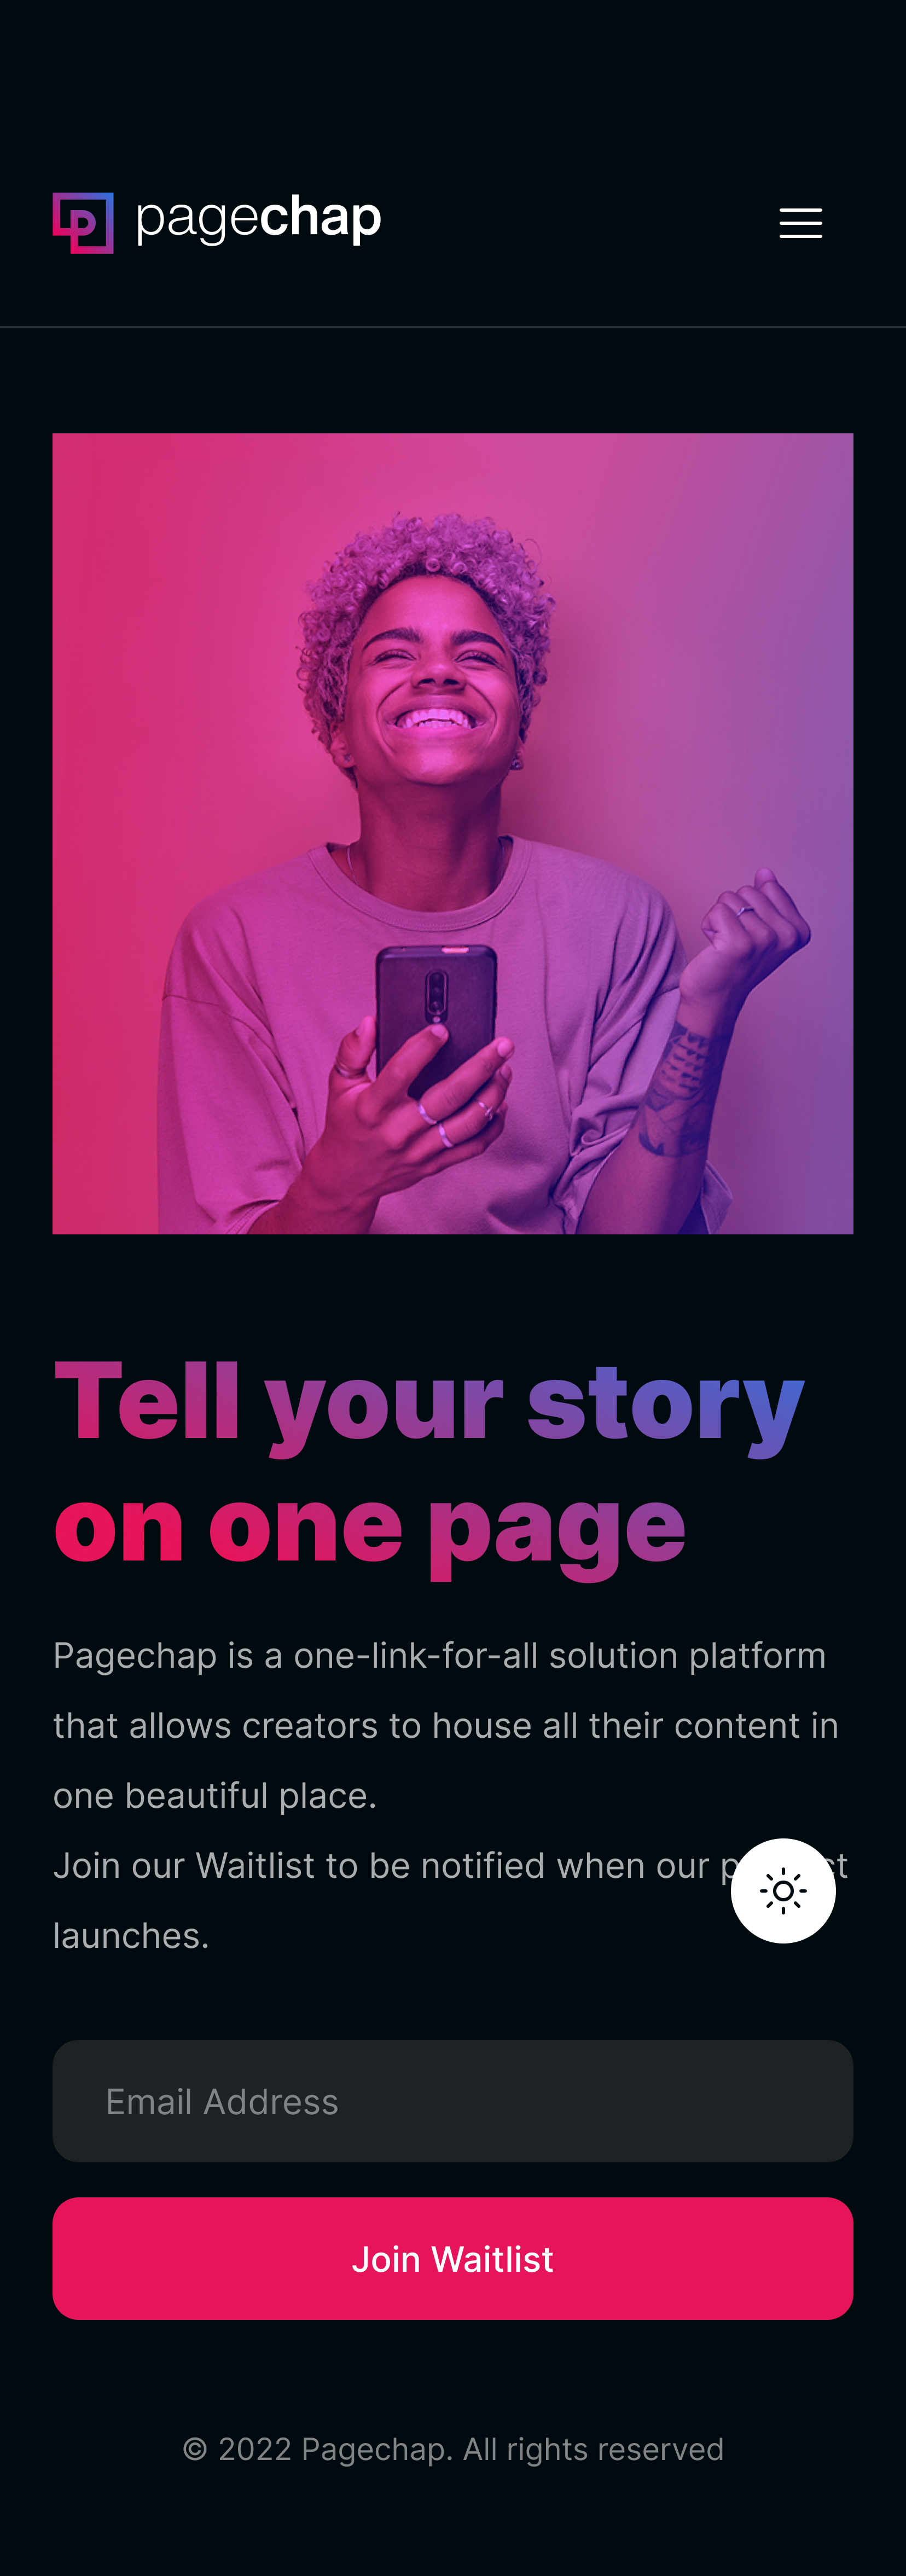 pagechap
Tell your story
on one page
Pagechap is a one-link-for-all solution platform
that allows creators to house all their content in
one beautiful place.
Join our Waitlist to be notified when our
launches.
Email Address
Join Waitlist
© 2022 Pagechap. All rights reserved